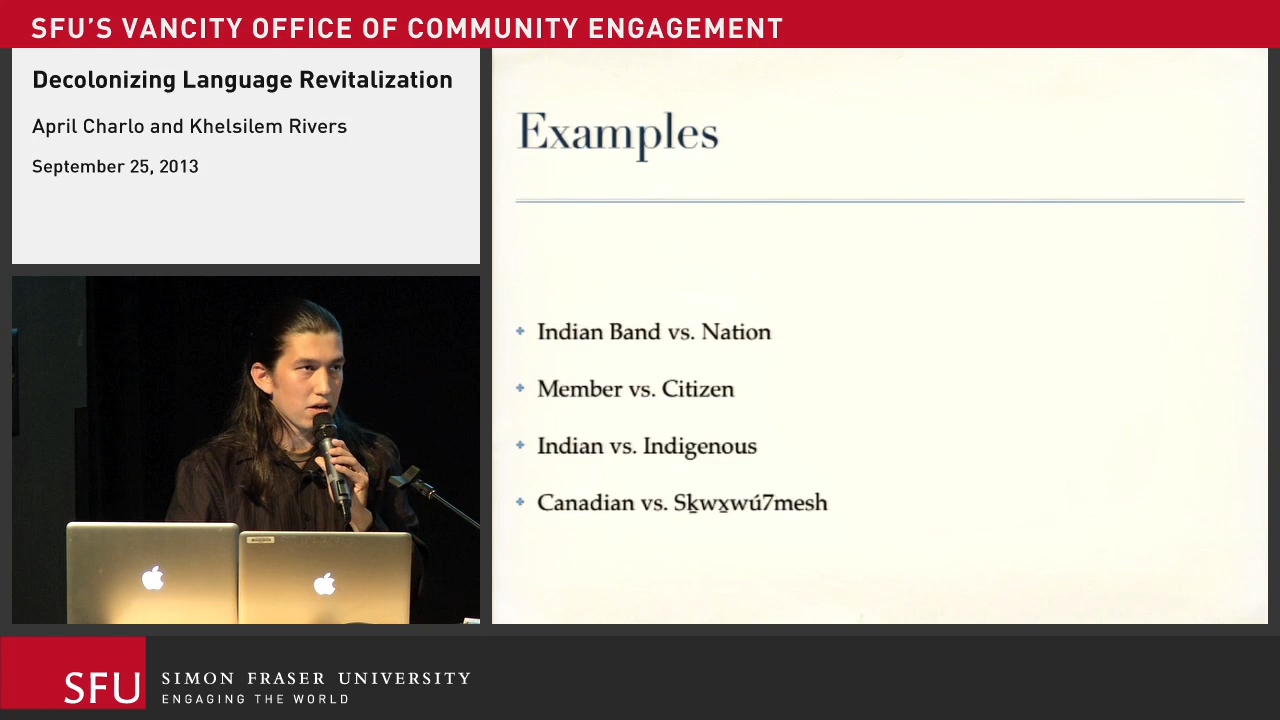 SFU'S VANCITY OFFICE OF COMMUNITY ENGAGEMENT
Decolonizing Language Revitalization
April Charlo and Khelsilem Rivers
September 25, 2013
Examples
Indian Band vs. Nation
Member vs. Citizen
Indian vs. Indigenous
Canadian vs. Sḵwx̱wú7mesh
SFU
SIMON FRASER UNIVERSITY
ENGAGING THE WORLD